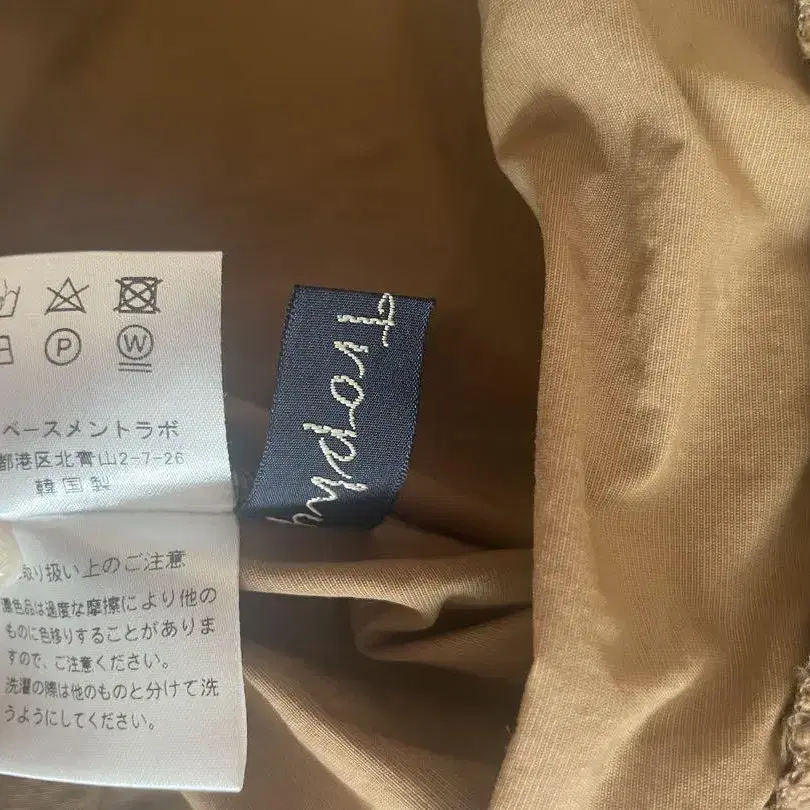 P
W
ベースメントラボ
都港区北青山2-7-26
韓国製
取り扱い上のご注意
濃色品は過度な摩擦により他の
ものに色移りすることがありま
すので、ご注意ください。
洗濯の際は他のものと分けて洗
うようにしてください。